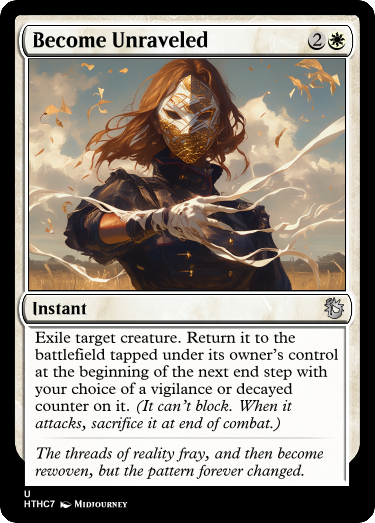 Become Unraveled 2
Instant
Exile target creature. Return it to the
battlefield tapped under its owner's control
at the beginning of the next end step with
your choice of a vigilance or decayed
counter on it. (It can't block. When it
attacks, sacrifice it at end of combat.)
The threads of reality fray, and then become
rewoven, but the pattern forever changed.
U
HTHC7 MIDJOURNEY